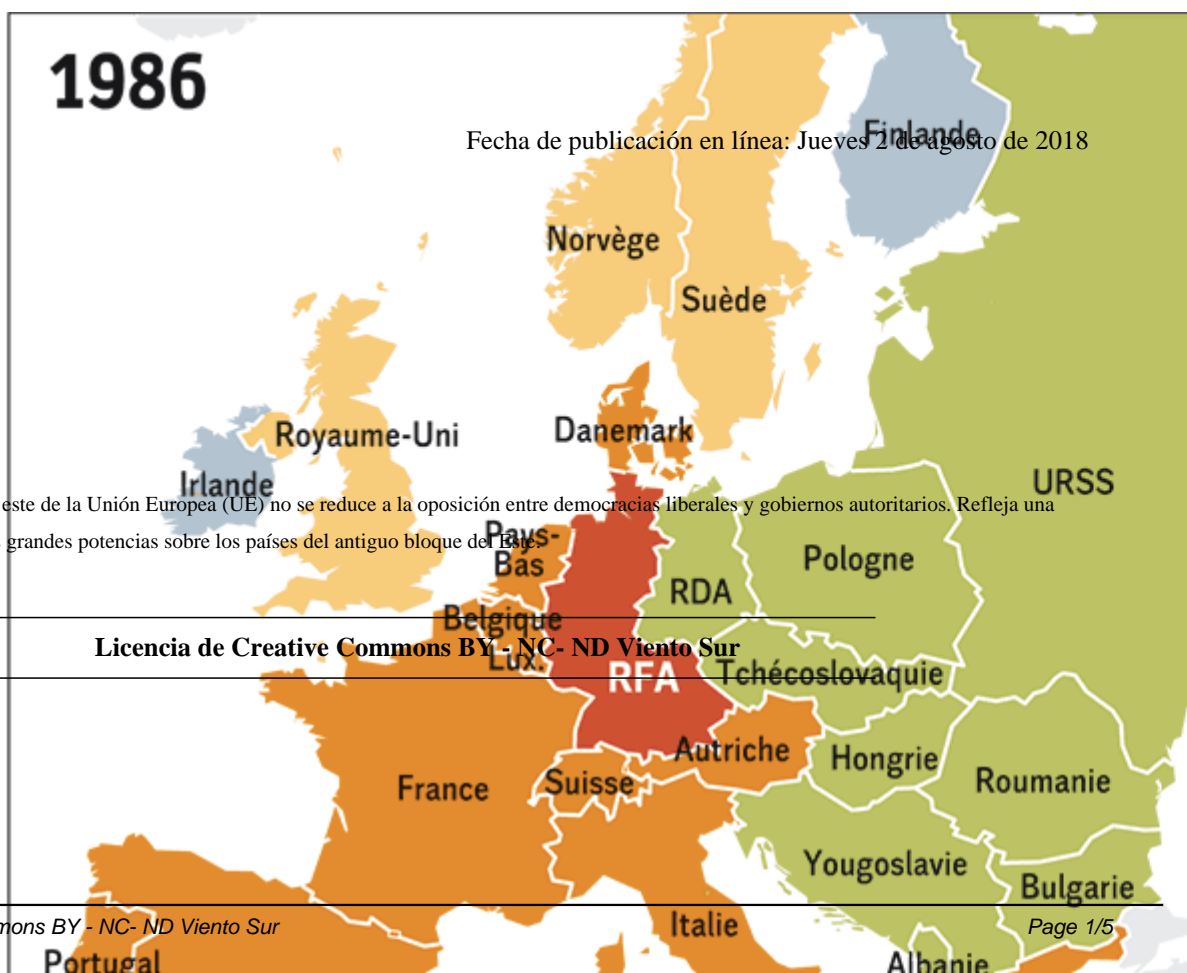 1986
Finlande
Fecha de publicación en línea: Jueves 2 de agosto de 2018
Norvège
Suède
Royaume-Uni
Danemark
Irlande
URSS
este de la Unión Europea (UE) no se reduce a la oposición entre democracias liberales y gobiernos autoritarios. Refleja una
s grandes potencias sobre los países del antiguo bloque del Este.
Pays-
Bas
Pologne
RDA
Belgique
Licencia de Creative Commons BY - NC- ND Viento Sur
Lux.
RFA
Tchécoslovaquie
Autriche
Hongrie
France
Suisse
Roumanie
Yougoslavie
Bulgarie
mons BY - NC- ND Viento Sur
Page 1/5
Italie
Portugal
Albanie